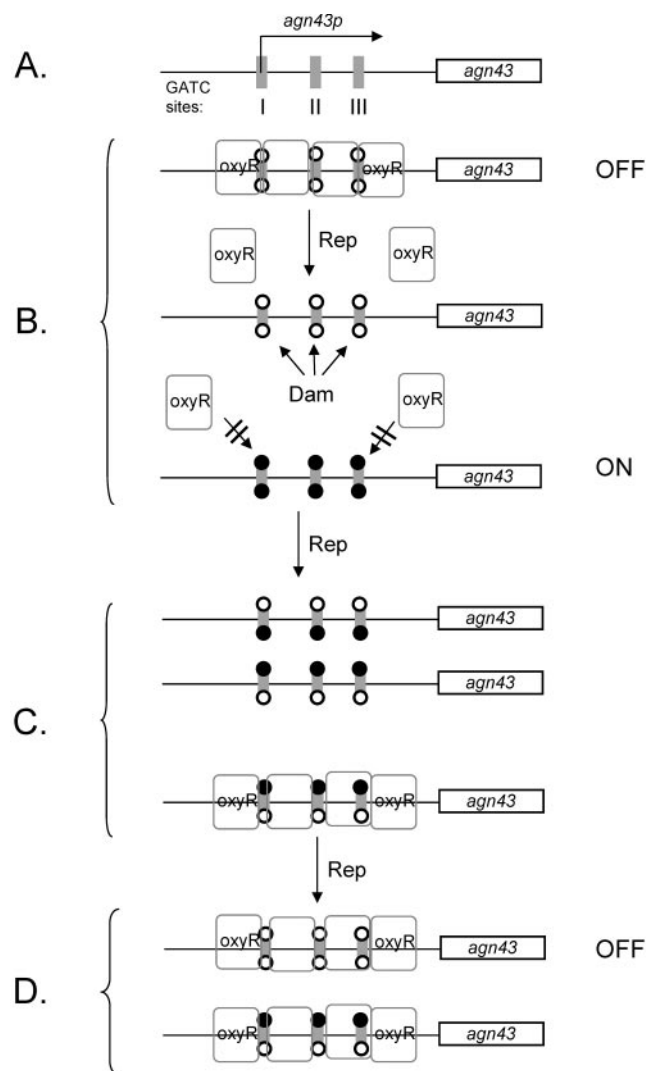 agn43p
A.
agn43
GATC
sites:
I II III
oxyR oxyR
agn43
OFF
Rep
oxyR oxyR
B.
agn43
Dam
oxyR oxyR
agn43
ON
Rep
agn43
agn43
C.
oxyR oxyR
agn43
Rep
oxyR oxyR
agn43
OFF
D.
oxyR oxyR
agn43